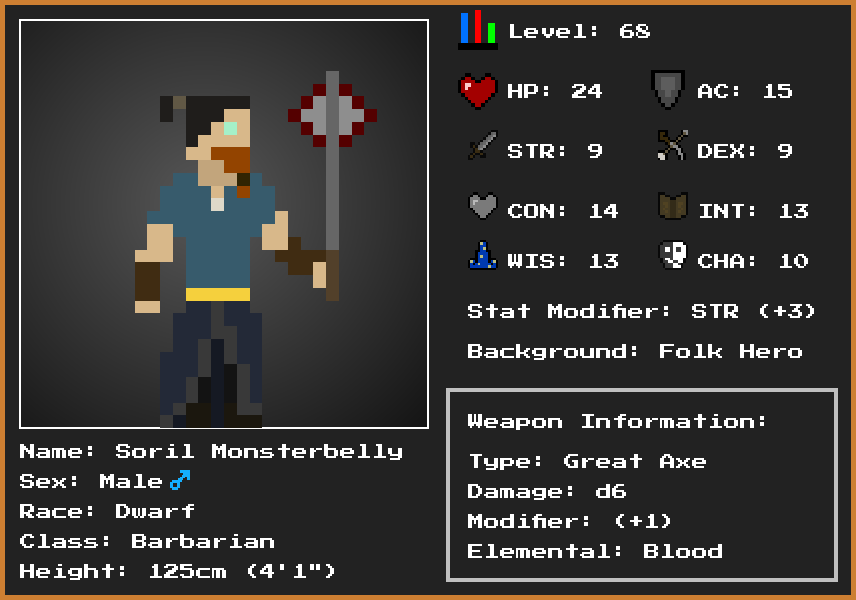 Level: 68
HP: 24 AC: 15
STR: 9 DEX: 9
CON: 14 INT: 13
WIS: 13 CHA: 10
Stat Modifier: STR (+3)
Background: Folk Hero
Weapon Information:
Type: Great Axe
Damage: d6
Modifier: (+1)
Elemental: Blood
Name: Soril Monsterbelly
Sex: Male♂
Race: Dwarf
Class: Barbarian
Height: 125cm (4'1")